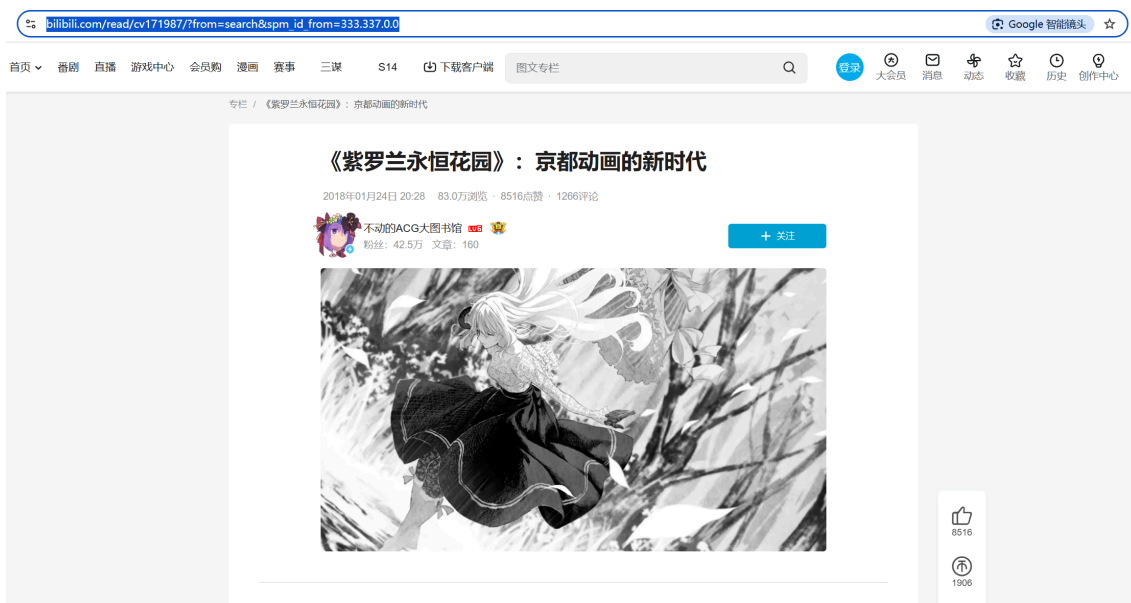 bilibili.com/read/cv171987/?from=search&spm_id_from=333.337.0.0
Google 智能镜头
首页 番剧 直播 游戏中心 会员购 漫画 赛事 三谋 S14 下载客户端 图文专栏 登录 大会员 消息 动态 收藏 历史 创作中心
专栏 / 《紫罗兰永恒花园》：京都动画的新时代
《紫罗兰永恒花园》：京都动画的新时代
2018年01月24日 20:28 83.0万浏览 · 8516点赞 · 1266评论
不动的ACG大图书馆 LV6
粉丝：42.5万 文章：160
+ 关注
8516
1906